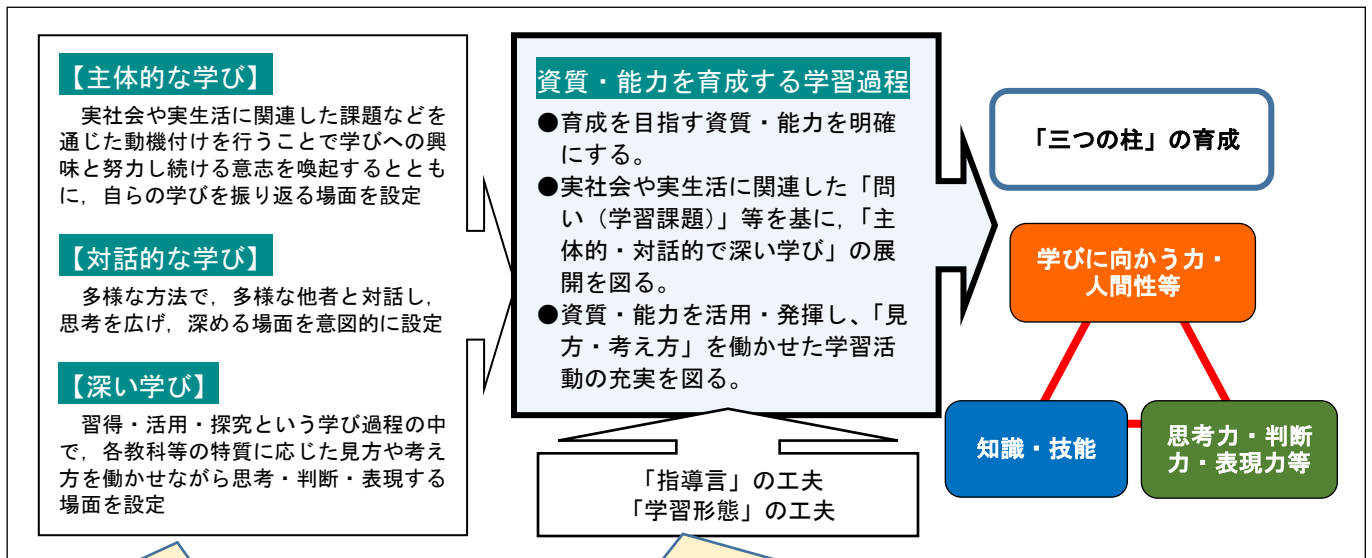 【主体的な学び】
実社会や実生活に関連した課題などを
通じた動機付けを行うことで学びへの興
味と努力し続ける意志を喚起するととも
に，自らの学びを振り返る場面を設定
【対話的な学び】
多様な方法で，多様な他者と対話し，
思考を広げ，深める場面を意図的に設定
【深い学び】
習得・活用・探究という学び過程の中
で，各教科等の特質に応じた見方や考え
方を働かせながら思考・判断・表現する
場面を設定
資質・能力を育成する学習過程
●育成を目指す資質・能力を明確
にする。
●実社会や実生活に関連した「問
い（学習課題）」等を基に，「主
体的・対話的で深い学び」の展
開を図る。
●資質・能力を活用・発揮し、「見
方・考え方」を働かせた学習活
動の充実を図る。
「指導言」の工夫
「学習形態」の工夫
「三つの柱」の育成
学びに向かう力・
人間性等
知識・技能
思考力・判断
力・表現力等